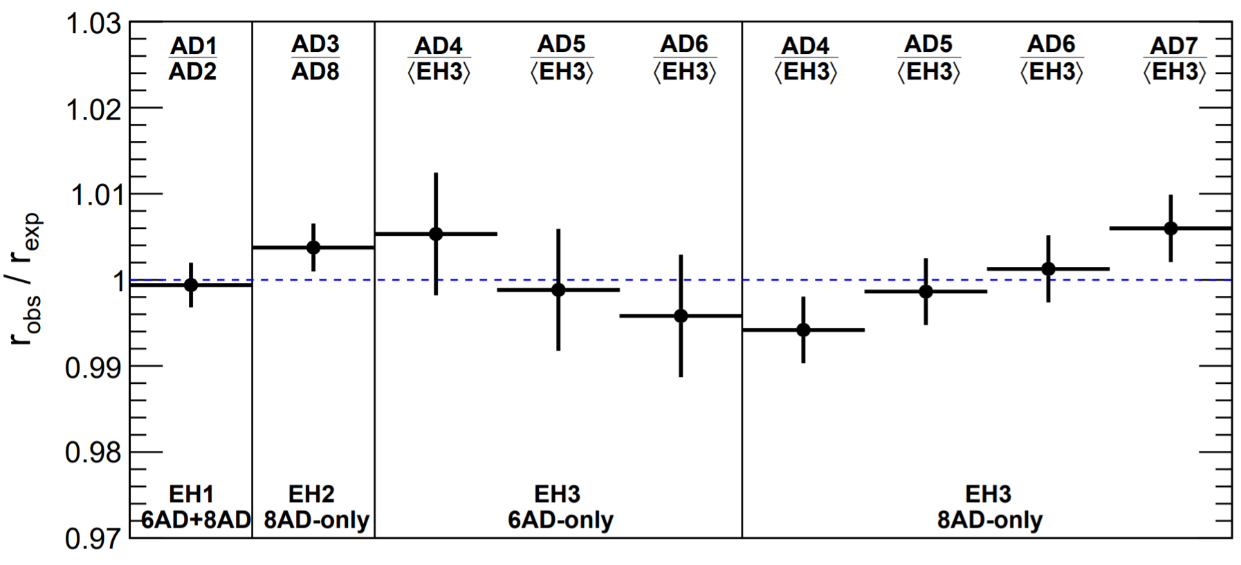 1.03
1.02
1.01
1
0.99
0.98
0.97
r_obs / r_exp
AD1
AD2
AD3
AD8
AD4
⟨EH3⟩
AD5
⟨EH3⟩
AD6
⟨EH3⟩
AD4
⟨EH3⟩
AD5
⟨EH3⟩
AD6
⟨EH3⟩
AD7
⟨EH3⟩
EH1
6AD+8AD
EH2
8AD-only
EH3
6AD-only
EH3
8AD-only